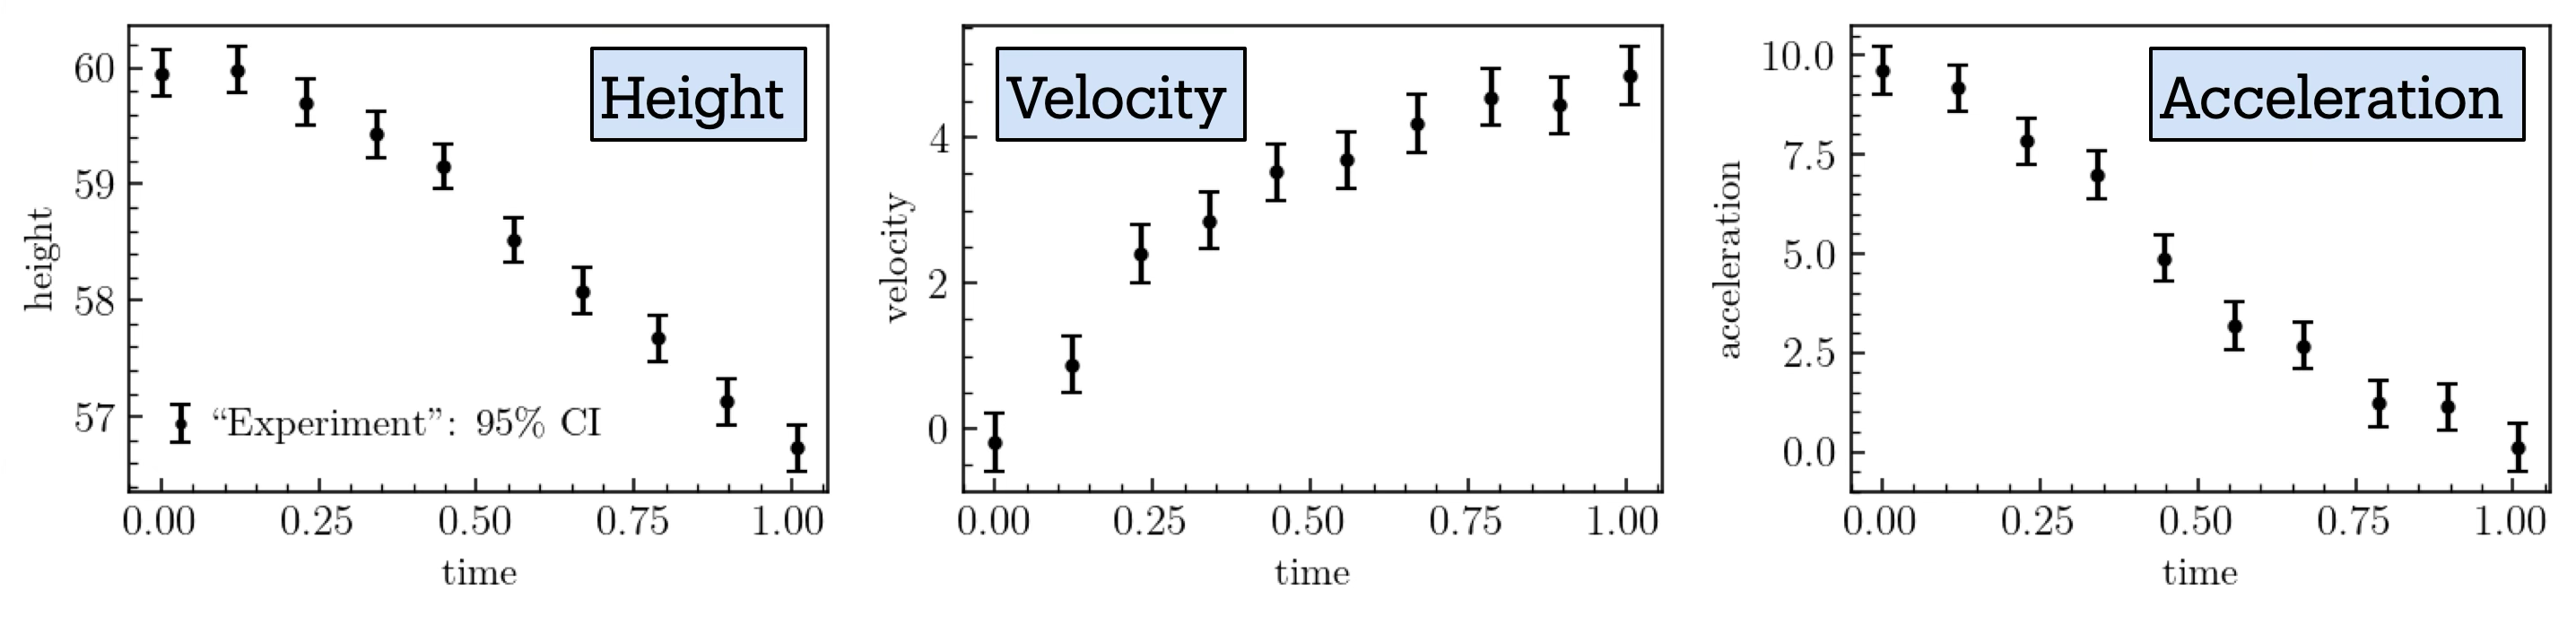 Height
height
60
59
58
57
“Experiment”: 95% CI
0.00 0.25 0.50 0.75 1.00
time
Velocity
velocity
4
2
0
0.00 0.25 0.50 0.75 1.00
time
Acceleration
acceleration
10.0
7.5
5.0
2.5
0.0
0.00 0.25 0.50 0.75 1.00
time